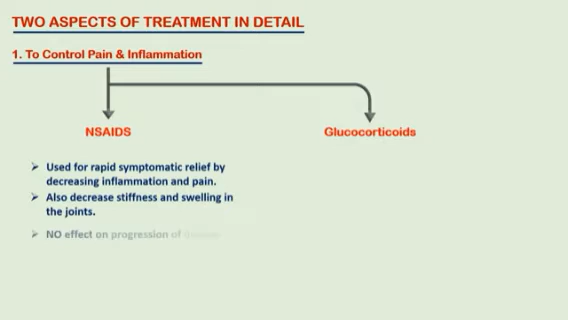 TWO ASPECTS OF TREATMENT IN DETAIL
1. To Control Pain & Inflammation
NSAIDS
Glucocorticoids
➢ Used for rapid symptomatic relief by
decreasing inflammation and pain.
➢ Also decrease stiffness and swelling in
the joints.
➢ NO effect on progression of